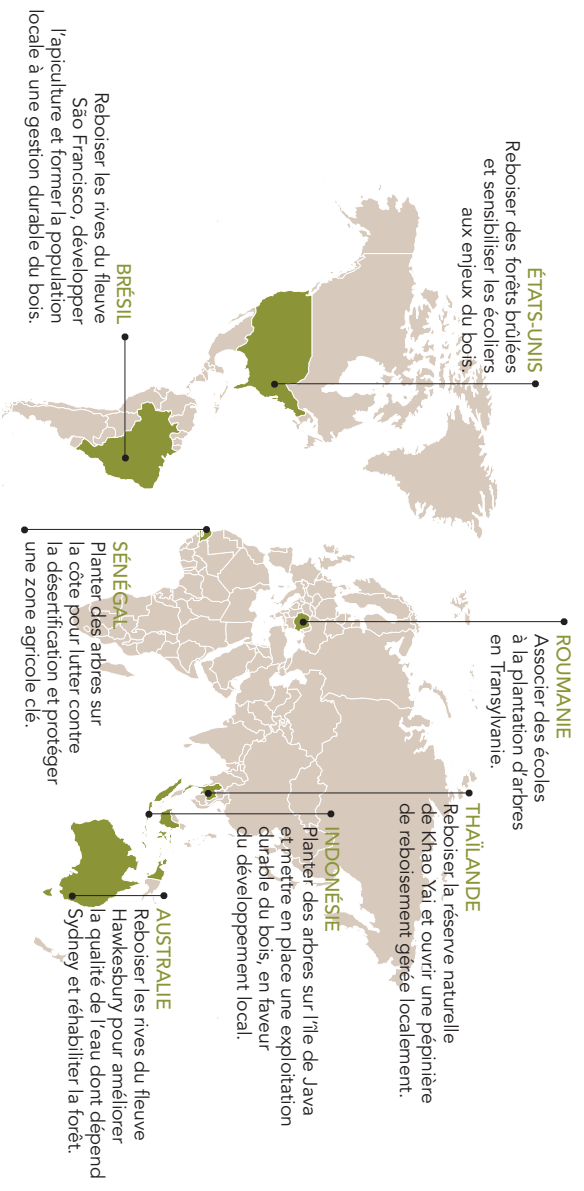 ÉTATS-UNIS
Reboiser des forêts brûlées
et sensibiliser les écoliers
aux enjeux du bois.
BRÉSIL
Reboiser les rives du fleuve
São Francisco, développer
l'apiculture et former la population
locale à une gestion durable du bois.
ROUMANIE
Associer des écoles
à la plantation d'arbres
en Transylvanie.
SÉNÉGAL
Planter des arbres sur
la côte pour lutter contre
la désertification et protéger
une zone agricole clé.
THAÏLANDE
Reboiser la réserve naturelle
de Khao Yai et ouvrir une pépinière
de reboisement gérée localement.
INDONÉSIE
Planter des arbres sur l'île de Java
et mettre en place une exploitation
durable du bois, en faveur
du développement local.
AUSTRALIE
Reboiser les rives du fleuve
Hawkesbury pour améliorer
la qualité de l'eau dont dépend
Sydney et réhabiliter la forêt.